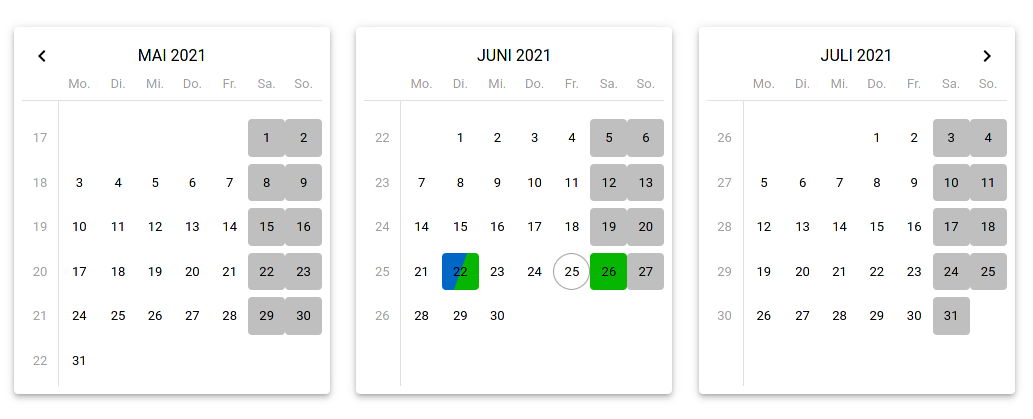 MAI 2021
Mo. Di. Mi. Do. Fr. Sa. So.
17 1 2
18 3 4 5 6 7 8 9
19 10 11 12 13 14 15 16
20 17 18 19 20 21 22 23
21 24 25 26 27 28 29 30
22 31
JUNI 2021
Mo. Di. Mi. Do. Fr. Sa. So.
22 1 2 3 4 5 6
23 7 8 9 10 11 12 13
24 14 15 16 17 18 19 20
25 21 22 23 24 25 26 27
26 28 29 30
JULI 2021
Mo. Di. Mi. Do. Fr. Sa. So.
26 1 2 3 4
27 5 6 7 8 9 10 11
28 12 13 14 15 16 17 18
29 19 20 21 22 23 24 25
30 26 27 28 29 30 31